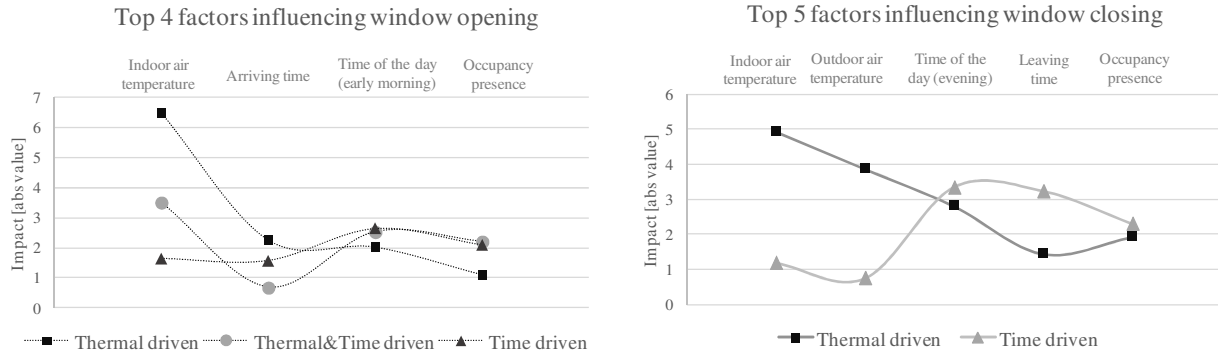 Top 4 factors influencing window opening
Indoor air
temperature
Arriving time
Time of the day
(early morning)
Occupancy
presence
7
6
5
4
3
2
1
0
Impact [abs value]
Thermal driven
Thermal&Time driven
Time driven
Top 5 factors influencing window closing
Indoor air
temperature
Outdoor air
temperature
Time of the
day (evening)
Leaving
time
Occupancy
presence
6
5
4
3
2
1
0
Impact [abs value]
Thermal driven
Time driven